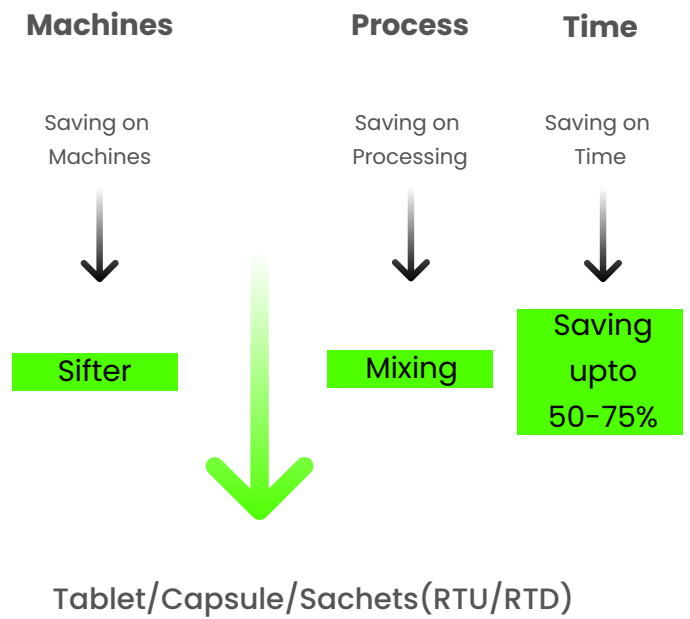 Machines
Process
Time
Saving on
Machines
Saving on
Processing
Saving on
Time
Sifter
Mixing
Saving
upto
50-75%
Tablet/Capsule/Sachets(RTU/RTD)